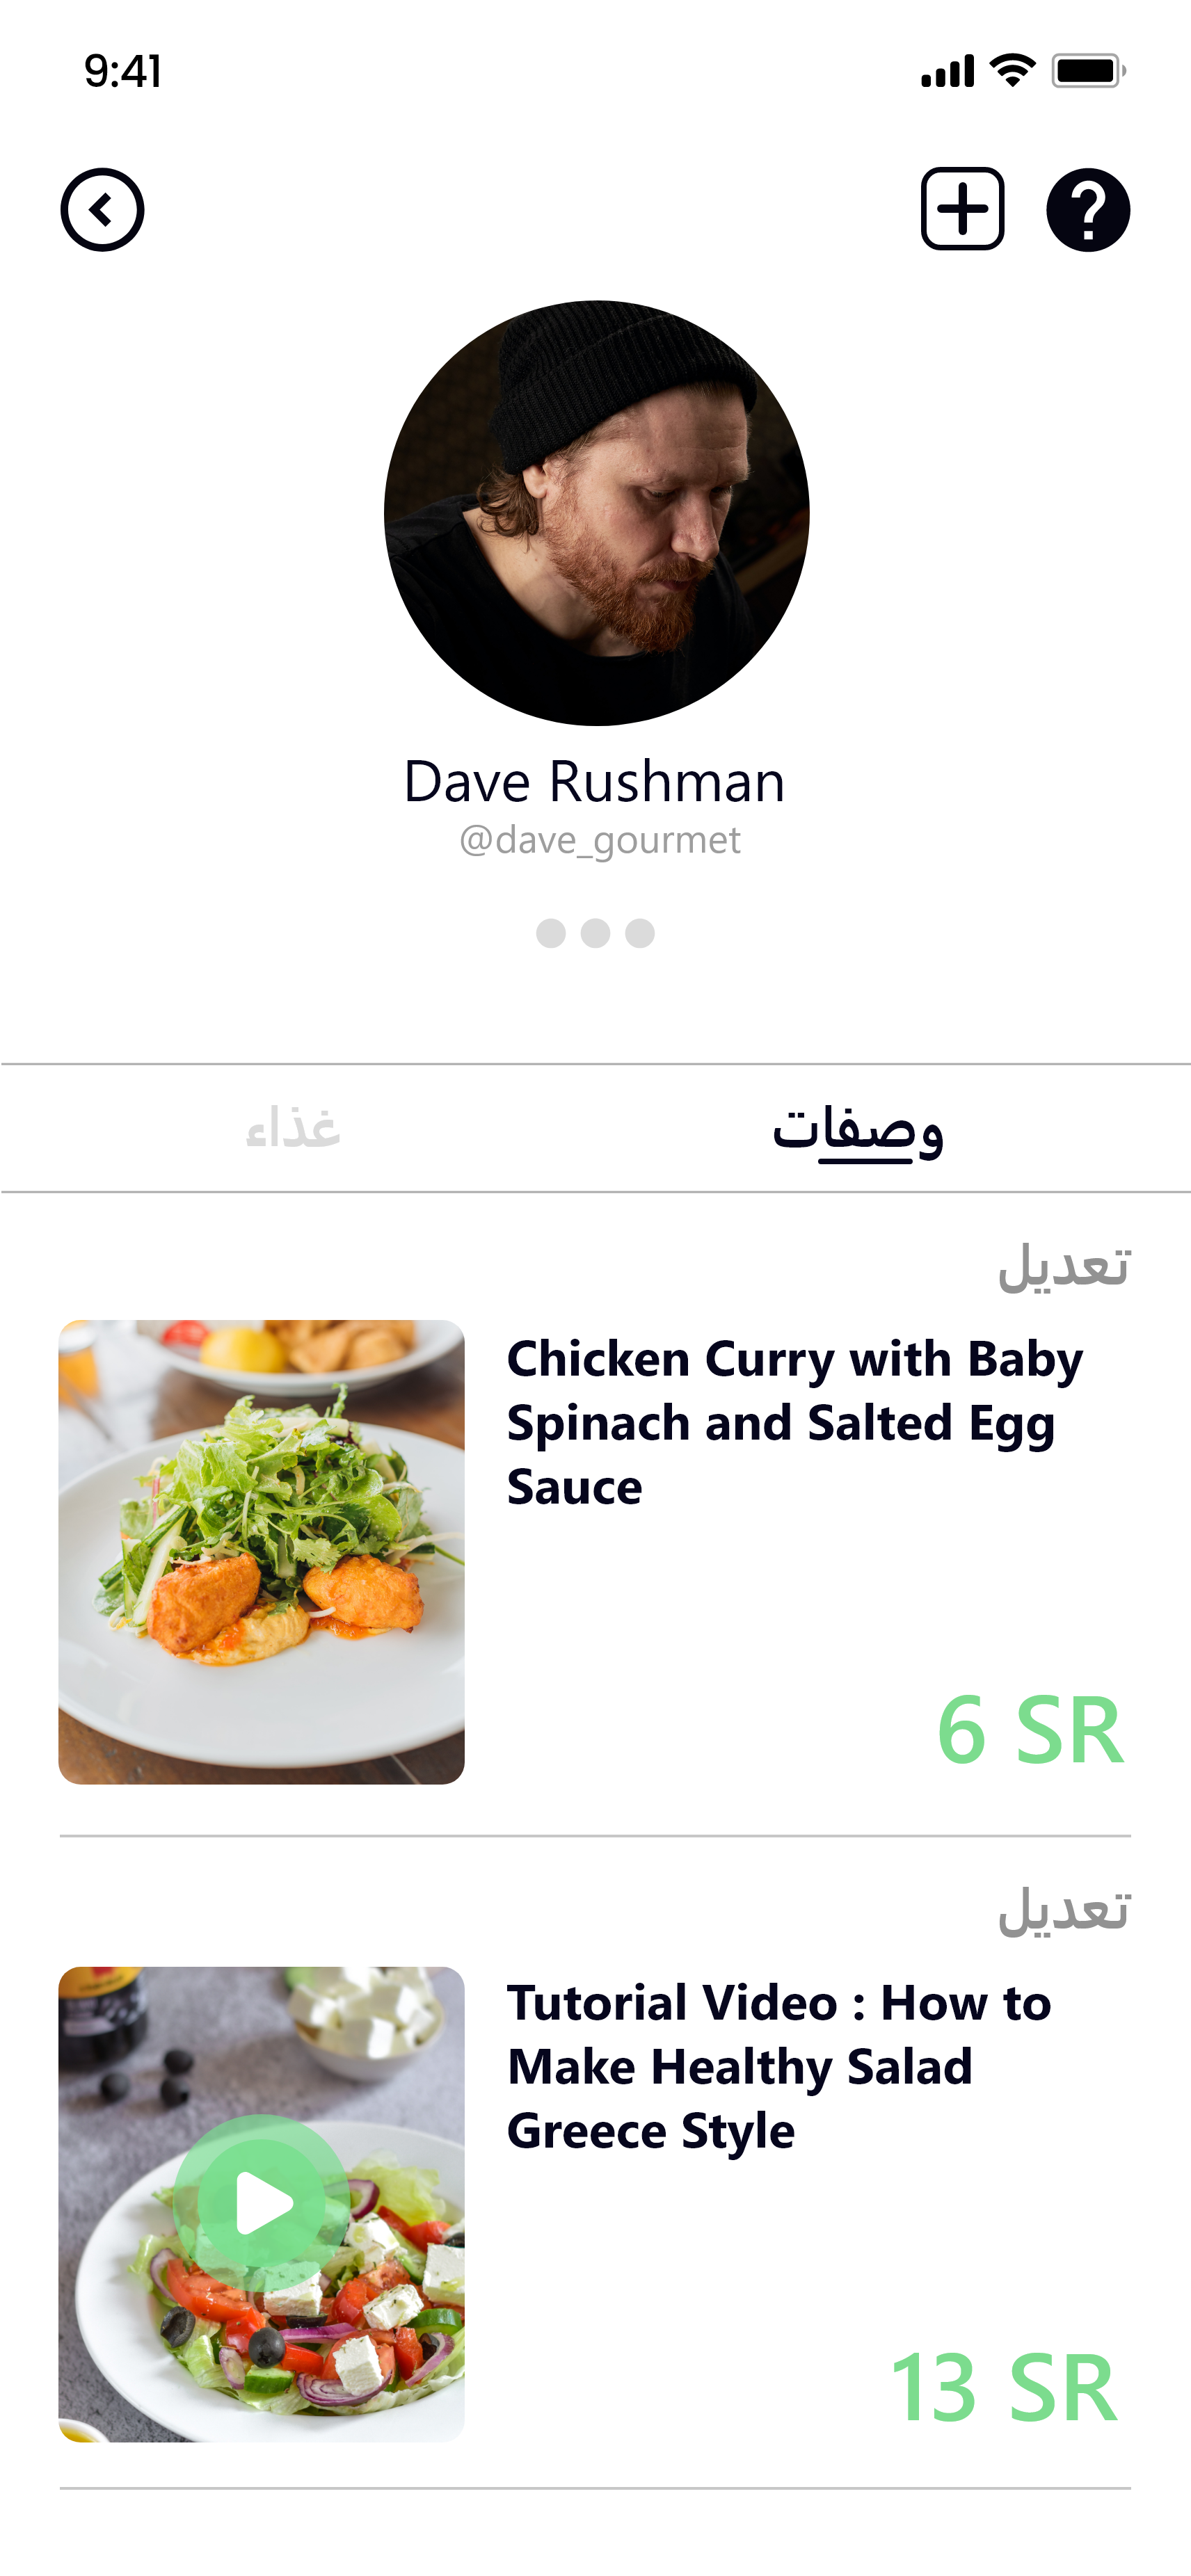 9:41
Dave Rushman
@dave_gourmet
وصفات
غذاء
تعديل
Chicken Curry with Baby
Spinach and Salted Egg
Sauce
6 SR
تعديل
Tutorial Video : How to
Make Healthy Salad
Greece Style
13 SR